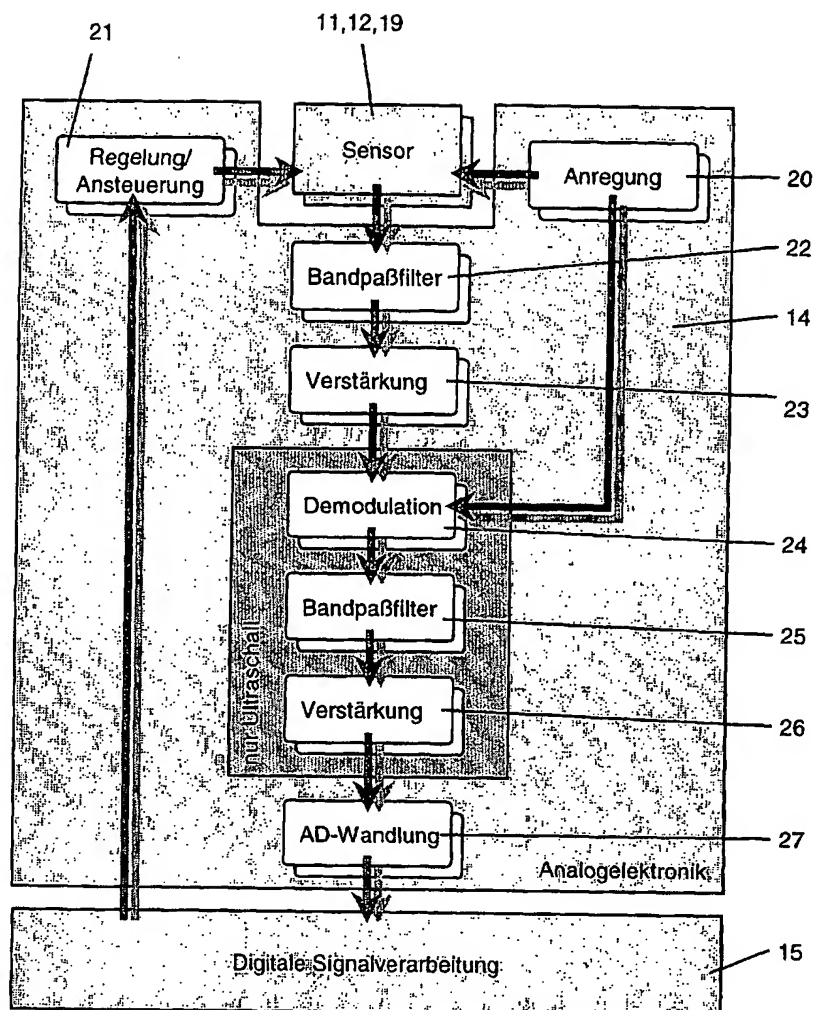 21
11,12,19
Regelung/
Ansteuerung
Sensor
Anregung
20
Bandpaßfilter
22
14
Verstärkung
23
Demodulation
24
Bandpaßfilter
25
nur Ultraschall
Verstärkung
26
AD-Wandlung
27
Analogelektronik
Digitale Signalverarbeitung
15